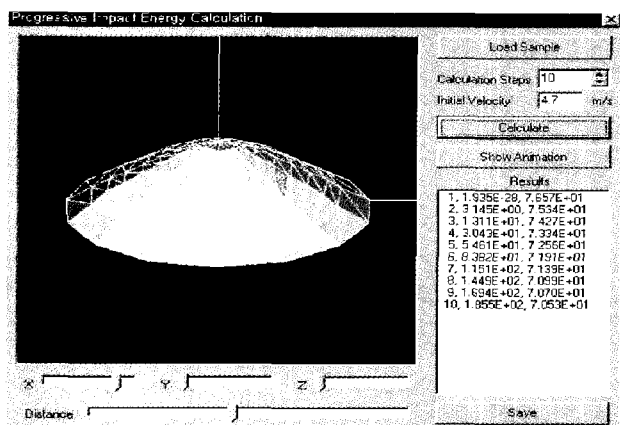 Progressive Impact Energy Calculation
Load Sample
Calculation Steps 10
Initial Velocity 4.7 m/s
Calculate
Show Animation
Results
1, 1.935E-28, 7.657E+01
2, 3.145E+00, 7.534E+01
3, 1.311E+01, 7.427E+01
4, 3.043E+01, 7.334E+01
5, 5.461E+01, 7.256E+01
6, 8.382E+01, 7.191E+01
7, 1.151E+02, 7.139E+01
8, 1.449E+02, 7.099E+01
9, 1.694E+02, 7.070E+01
10, 1.855E+02, 7.053E+01
X Y Z
Distance
Save